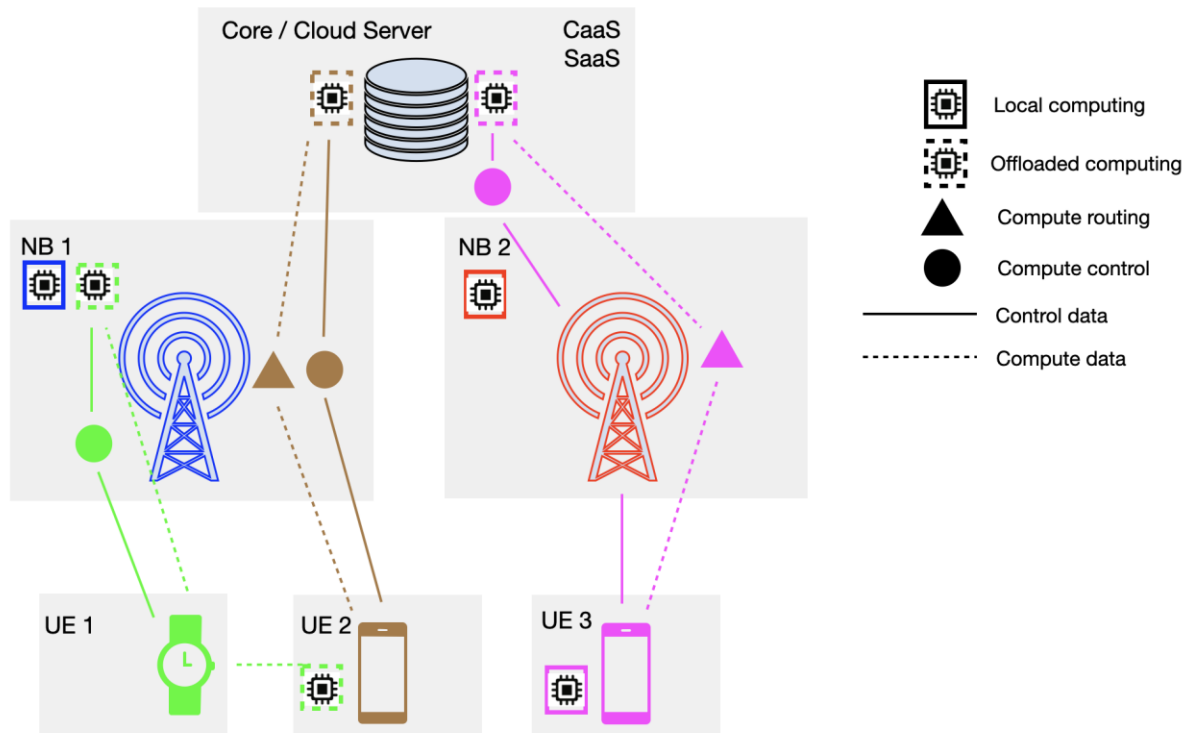 Core / Cloud Server
CaaS
SaaS
NB 1
NB 2
UE 1
UE 2
UE 3
Local computing
Offloaded computing
Compute routing
Compute control
Control data
Compute data